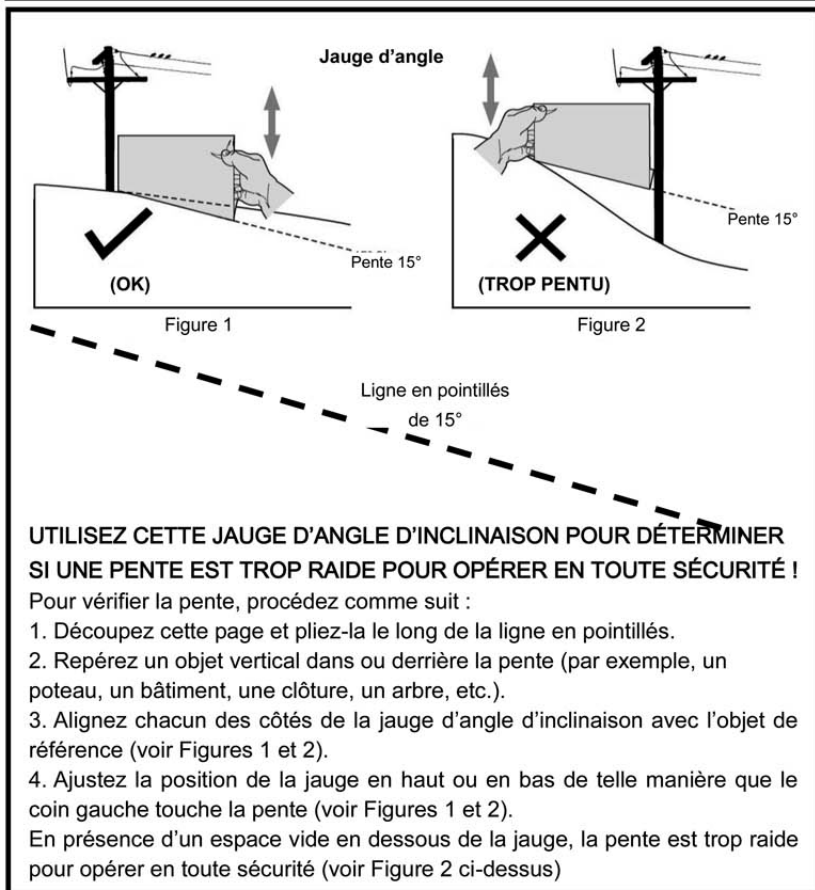 Jauge d’angle
Pente 15°
(OK)
Figure 1
Pente 15°
(TROP PENTU)
Figure 2
Ligne en pointillés
de 15°
UTILISEZ CETTE JAUGE D’ANGLE D’INCLINAISON POUR DÉTERMINER
SI UNE PENTE EST TROP RAIDE POUR OPÉRER EN TOUTE SÉCURITÉ !
Pour vérifier la pente, procédez comme suit :
1. Découpez cette page et pliez-la le long de la ligne en pointillés.
2. Repérez un objet vertical dans ou derrière la pente (par exemple, un
poteau, un bâtiment, une clôture, un arbre, etc.).
3. Alignez chacun des côtés de la jauge d’angle d’inclinaison avec l’objet de
référence (voir Figures 1 et 2).
4. Ajustez la position de la jauge en haut ou en bas de telle manière que le
coin gauche touche la pente (voir Figures 1 et 2).
En présence d’un espace vide en dessous de la jauge, la pente est trop raide
pour opérer en toute sécurité (voir Figure 2 ci-dessus)